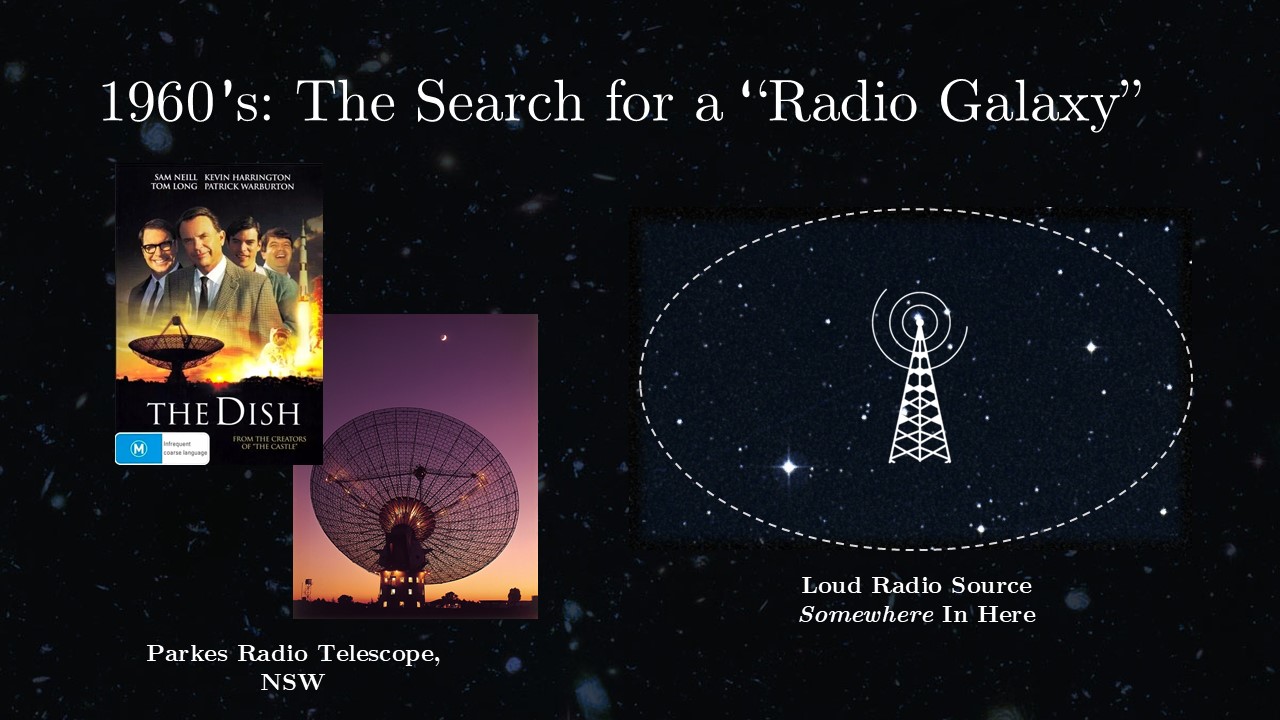 1960's: The Search for a “Radio Galaxy”
SAM NEILL KEVIN HARRINGTON
TOM LONG PATRICK WARBURTON
THE DISH
FROM THE CREATORS
OF "THE CASTLE"
M
Infrequent
coarse language
Parkes Radio Telescope,
NSW
Loud Radio Source
Somewhere In Here